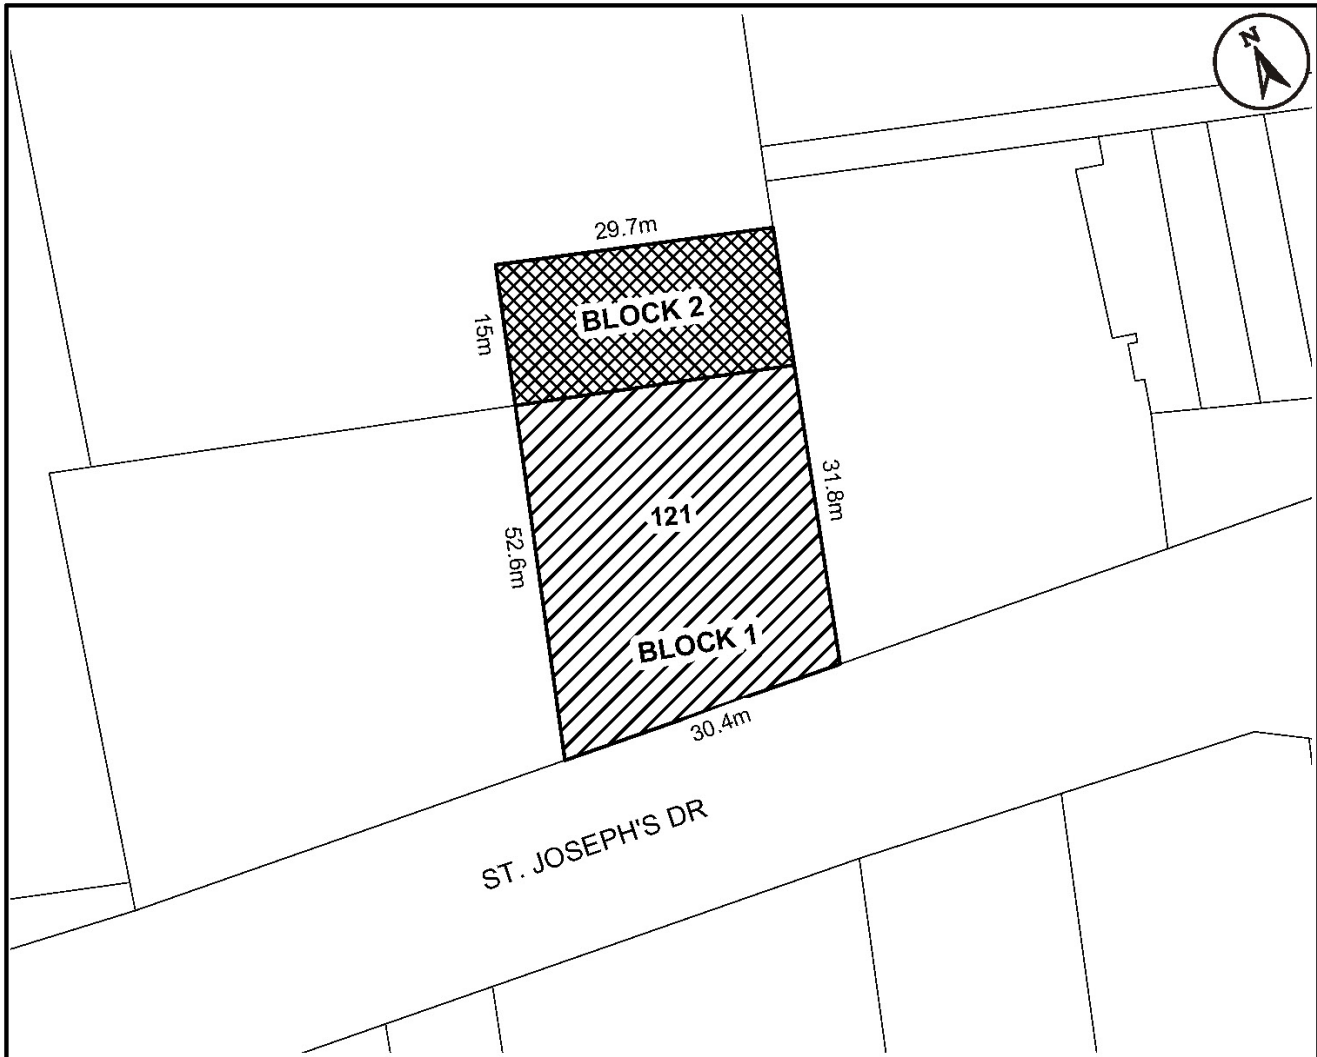 N
29.7m
15m
BLOCK 2
31.8m
121
52.6m
BLOCK 1
30.4m
ST. JOSEPH'S DR